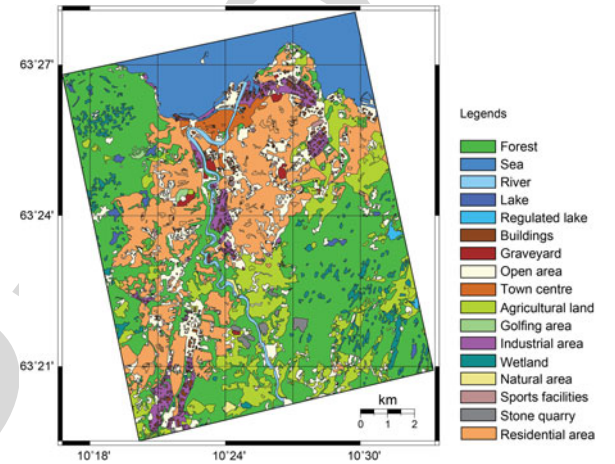 63°27'
63°24'
63°21'
10°18'
10°24'
10°30'
km
0 1 2
Legends
Forest
Sea
River
Lake
Regulated lake
Buildings
Graveyard
Open area
Town centre
Agricultural land
Golfing area
Industrial area
Wetland
Natural area
Sports facilities
Stone quarry
Residential area